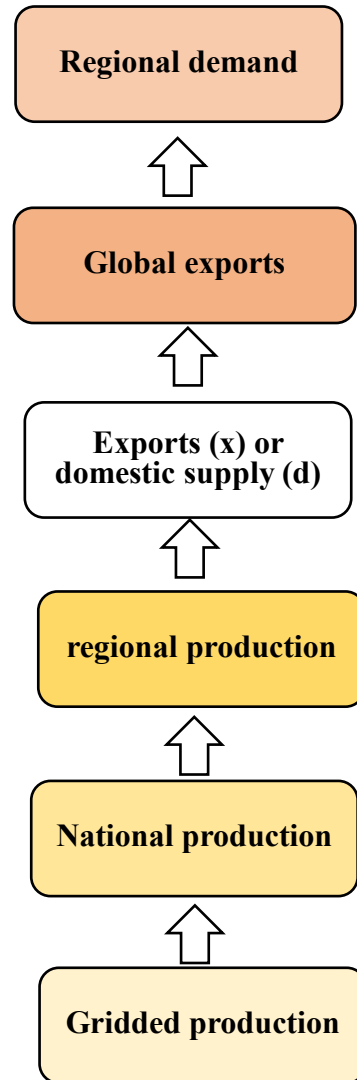 Regional demand
Global exports
Exports (x) or
domestic supply (d)
regional production
National production
Gridded production